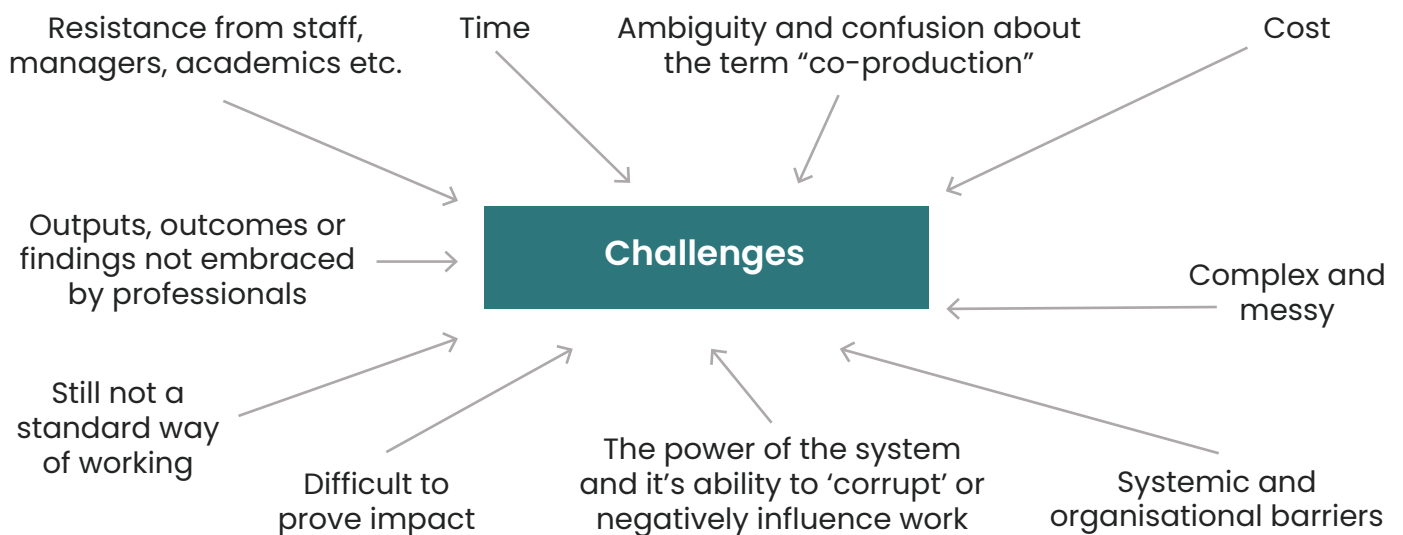 Resistance from staff,
managers, academics etc.
Time
Ambiguity and confusion about
the term “co-production”
Cost
Outputs, outcomes or
findings not embraced
by professionals
Challenges
Complex and
messy
Still not a
standard way
of working
Difficult to
prove impact
The power of the system
and it’s ability to ‘corrupt’ or
negatively influence work
Systemic and
organisational barriers